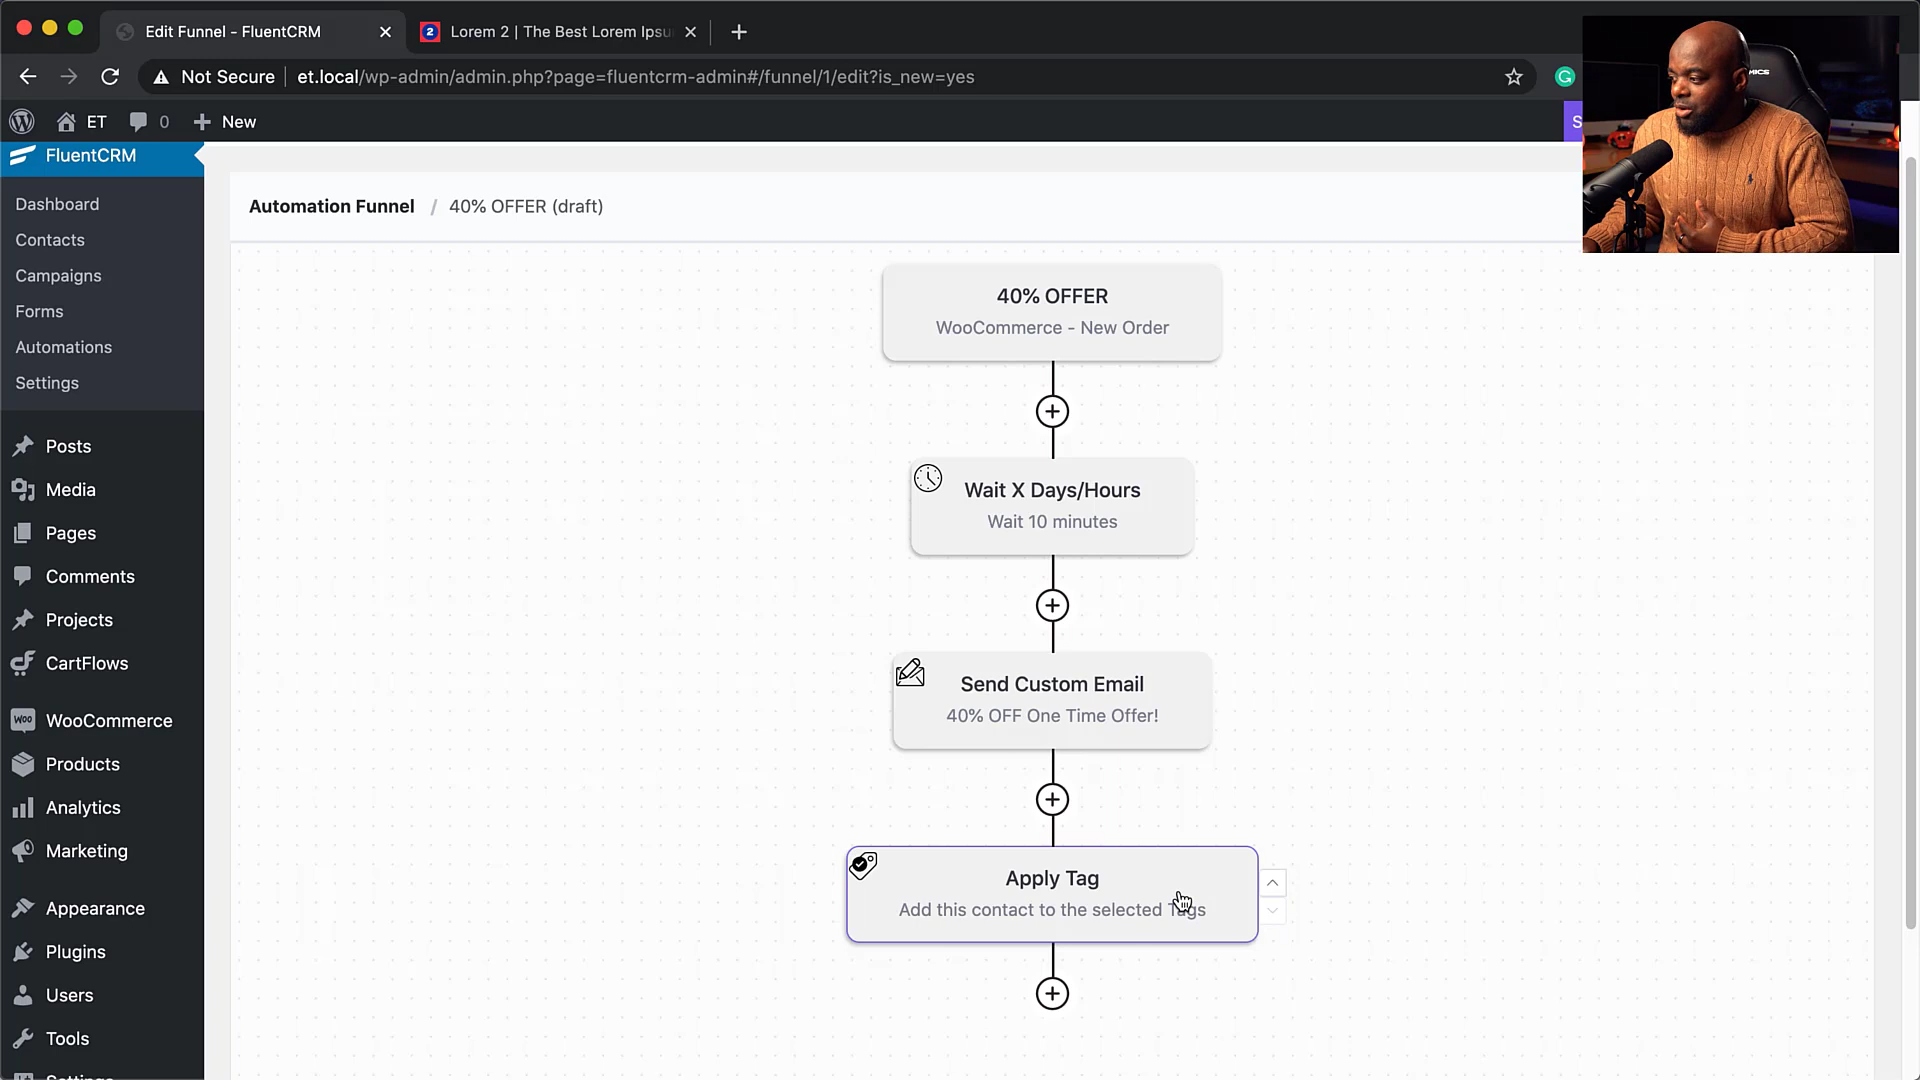 Edit Funnel - FluentCRM
2 Lorem 2 | The Best Lorem Ipsu
Not Secure et.local/wp-admin/admin.php?page=fluentcrm-admin#/funnel/1/edit?is_new=yes
G
ET 0 New
S
FluentCRM
Dashboard
Contacts
Campaigns
Forms
Automations
Settings
Posts
Media
Pages
Comments
Projects
CartFlows
Woo WooCommerce
Products
Analytics
Marketing
Appearance
Plugins
Users
Tools
Settings
Automation Funnel / 40% OFFER (draft)
40% OFFER
WooCommerce - New Order
Wait X Days/Hours
Wait 10 minutes
Send Custom Email
40% OFF One Time Offer!
Apply Tag
Add this contact to the selected Tags